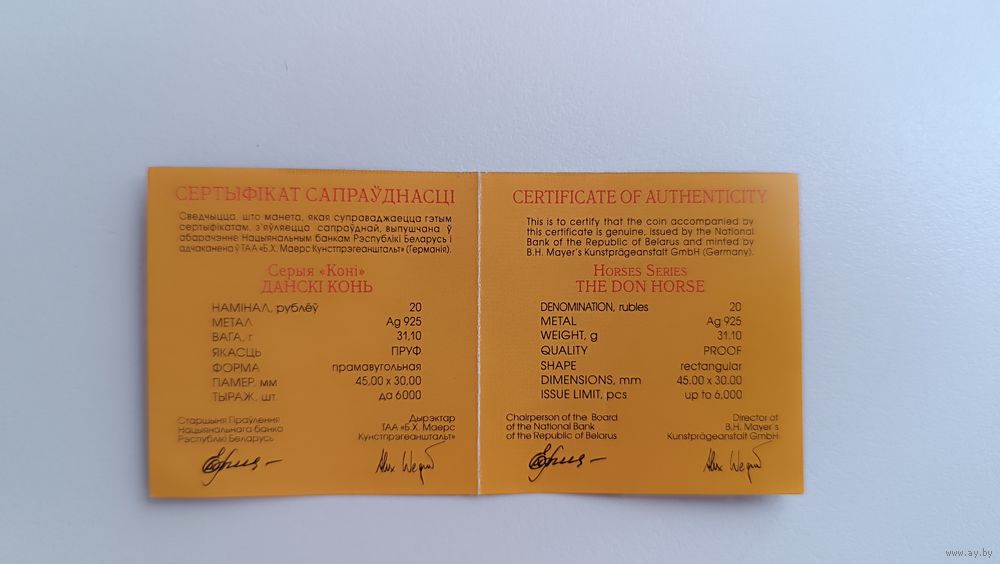 СЕРТЫФІКАТ САПРАЎДНАСЦІ
Сведчыцца, што манета, якая суправаджаецца гэтым
сертыфікатам, з'яўляецца сапраўднай, выпушчана ў
абарачэнне Нацыянальным банкам Рэспублікі Беларусь і
адчаканена ў ТАА «Б.Х. Маерс Кунстпрэгеанштальт» (Германія).
Серыя «Коні»
ДАНСКІ КОНЬ
НАМІНАЛ, рублёў 20
МЕТАЛ Ag 925
ВАГА, г 31,10
ЯКАСЦЬ ПРУФ
ФОРМА прамавугольная
ПАМЕР, мм 45,00 x 30,00
ТЫРАЖ, шт. да 6000
Старшыня Праўлення
Нацыянальнага банка
Рэспублікі Беларусь
Дырэктар
ТАА «Б.Х. Маерс
Кунстпрэгеанштальт»
CERTIFICATE OF AUTHENTICITY
This is to certify that the coin accompanied by
this certificate is genuine, issued by the National
Bank of the Republic of Belarus and minted by
B.H. Mayer's Kunstprägeanstalt GmbH (Germany).
HORSES SERIES
THE DON HORSE
DENOMINATION, rubles 20
METAL Ag 925
WEIGHT, g 31.10
QUALITY PROOF
SHAPE rectangular
DIMENSIONS, mm 45.00 x 30.00
ISSUE LIMIT, pcs up to 6,000
Chairperson of the Board
of the National Bank
of the Republic of Belarus
Director of
B.H. Mayer's
Kunstprägeanstalt GmbH
www.ay.by